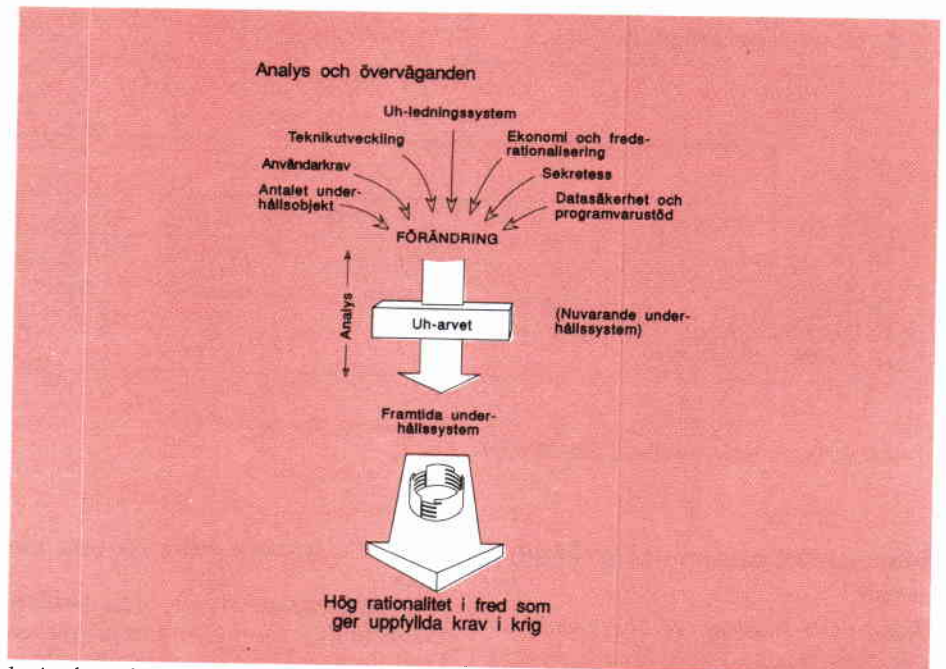 Analys och överväganden
Uh-ledningssystem
Teknikutveckling
Ekonomi och freds-
rationalisering
Användarkrav
Sekretess
Antalet under-
hållsobjekt
Datasäkerhet och
programvarustöd
FÖRÄNDRING
Analys
Uh-arvet
(Nuvarande under-
hållssystem)
Framtida under-
hållssystem
Hög rationalitet i fred som
ger uppfyllda krav i krig